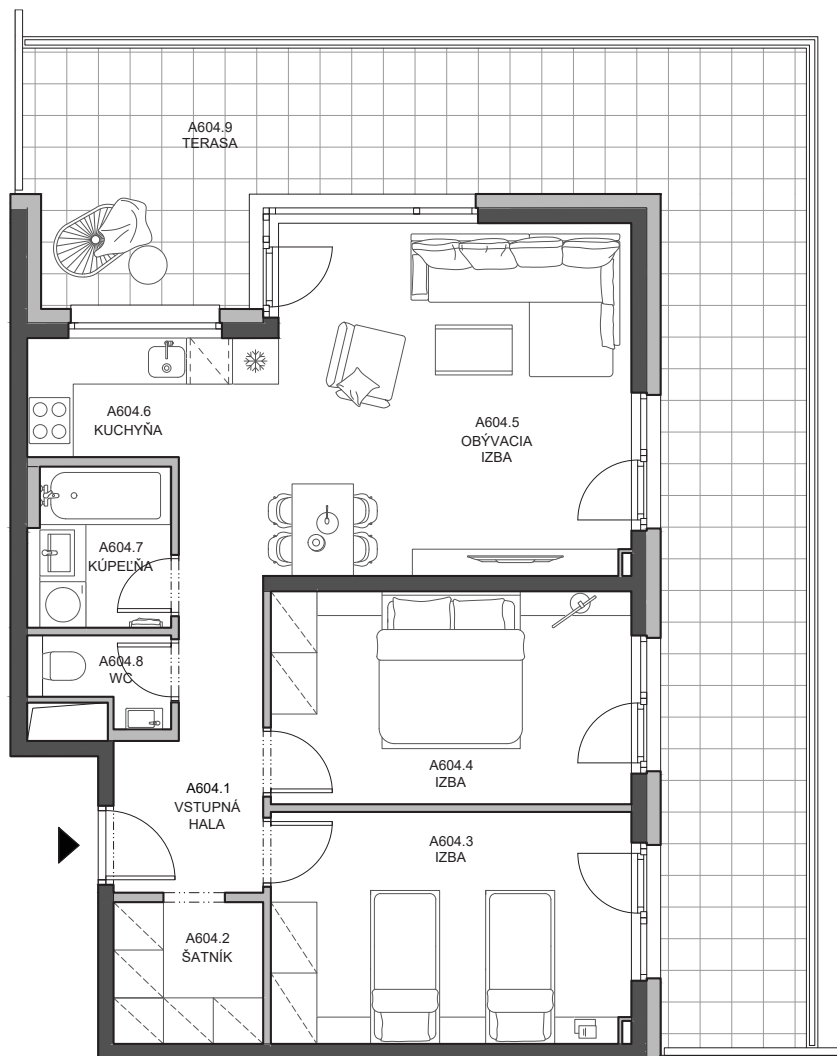 A604.9
TERASA
A604.6
KUCHYŇA
A604.5
OBÝVACIA
IZBA
A604.7
KÚPEĽŇA
A604.8
WC
A604.1
VSTUPNÁ
HALA
A604.4
IZBA
A604.3
IZBA
A604.2
ŠATNÍK